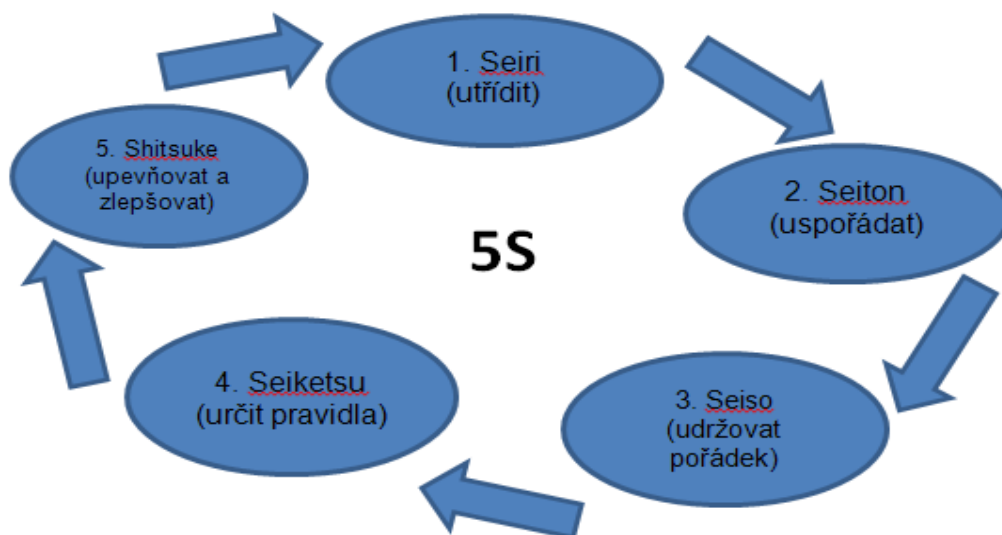 1. Seiri
(utřídit)
2. Seiton
(uspořádat)
3. Seiso
(udržovat
pořádek)
4. Seiketsu
(určit pravidla)
5. Shitsuke
(upevňovat a
zlepšovat)
5S